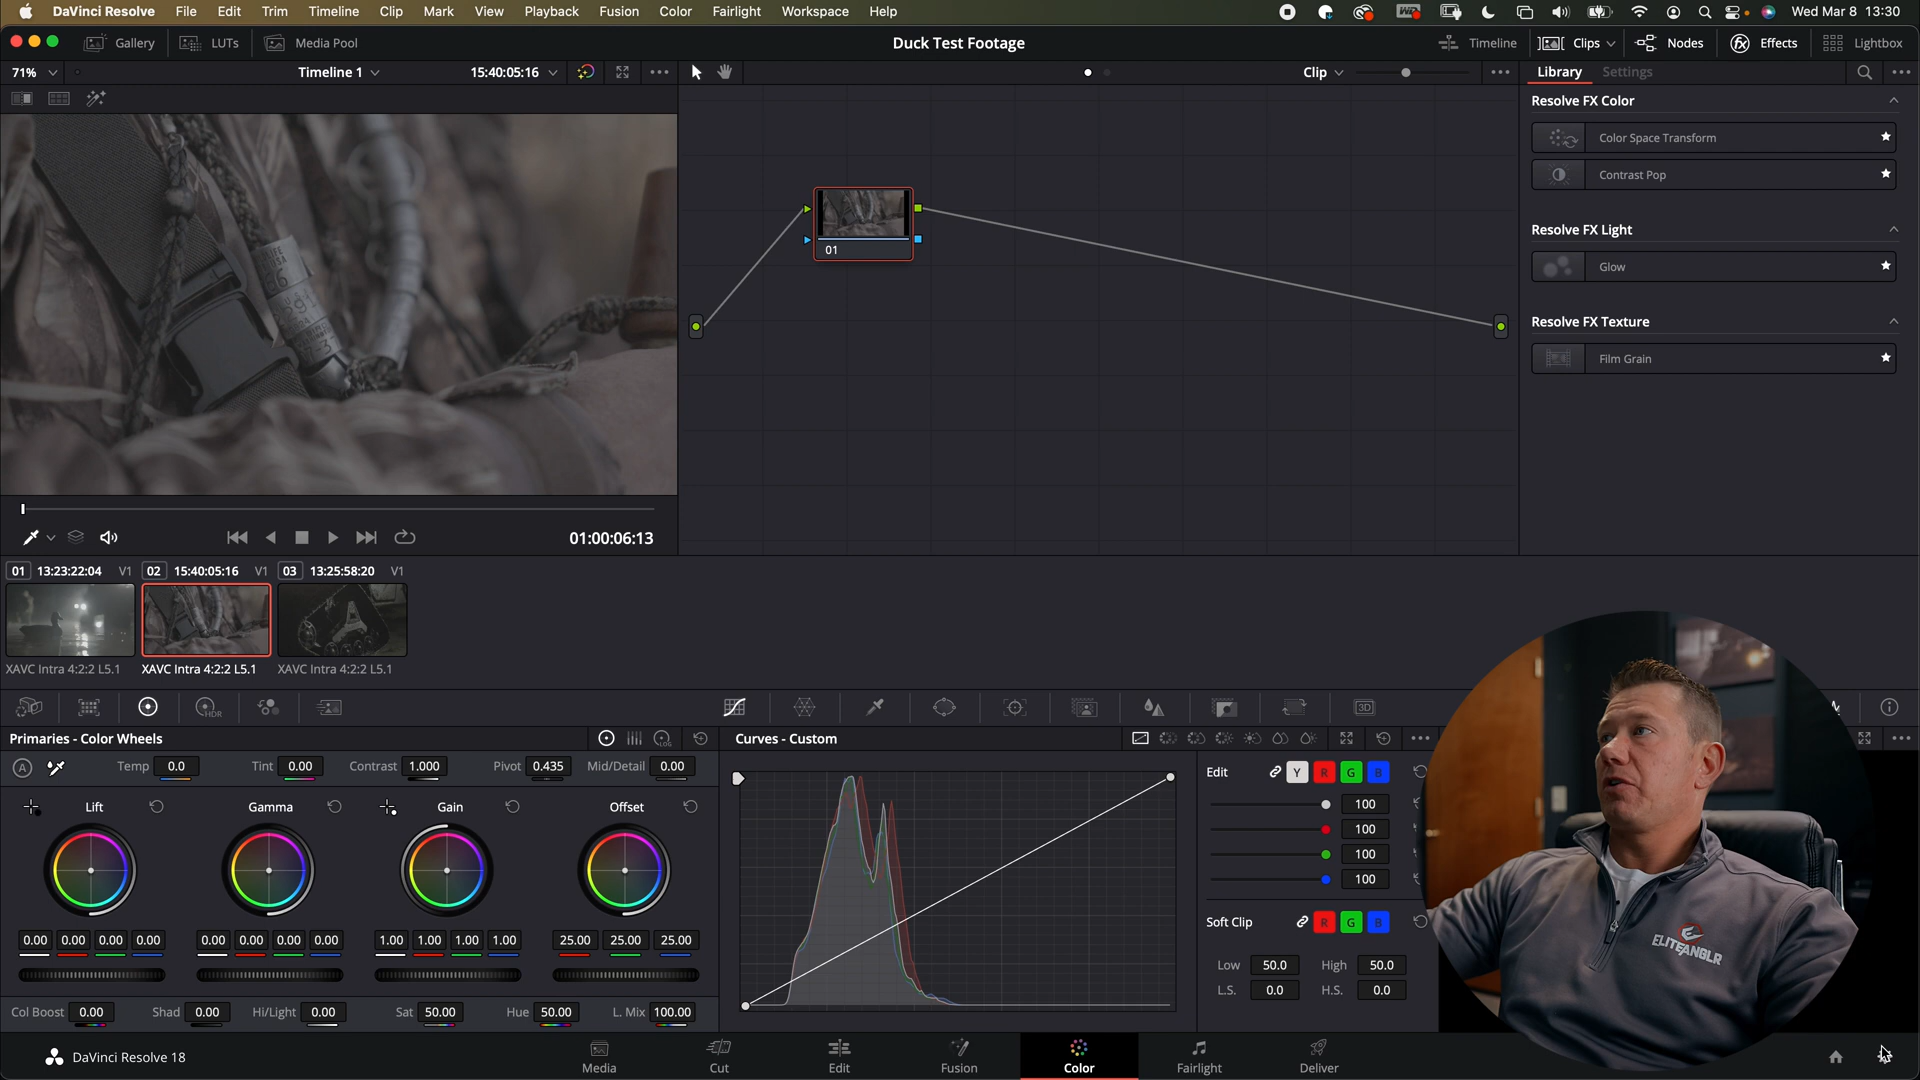 DaVinci Resolve File Edit Trim Timeline Clip Mark View Playback Fusion Color Fairlight Workspace Help
Wed Mar 8 13:30
Gallery LUTs Media Pool
Duck Test Footage
Timeline Clips Nodes Effects Lightbox
71%
Timeline 1
15:40:05:16
Clip
Library Settings
Resolve FX Color
Color Space Transform
Contrast Pop
Resolve FX Light
Glow
Resolve FX Texture
Film Grain
01
01:00:06:13
01 13:23:22:04 V1 02 15:40:05:16 V1 03 13:25:58:20 V1
XAVC Intra 4:2:2 L5.1 XAVC Intra 4:2:2 L5.1 XAVC Intra 4:2:2 L5.1
HDR
3D
Primaries - Color Wheels
LOG
Curves - Custom
A
Temp 0.0 Tint 0.00 Contrast 1.000 Pivot 0.435 Mid/Detail 0.00
Lift Gamma Gain Offset
0.00 0.00 0.00 0.00 0.00 0.00 0.00 0.00 1.00 1.00 1.00 1.00 25.00 25.00 25.00
Col Boost 0.00 Shad 0.00 Hi/Light 0.00 Sat 50.00 Hue 50.00 L. Mix 100.00
Edit Y R G B
100
100
100
100
Soft Clip R G B
Low 50.0 High 50.0
L.S. 0.0 H.S. 0.0
ELITEANGLR
DaVinci Resolve 18
Media Cut Edit Fusion Color Fairlight Deliver